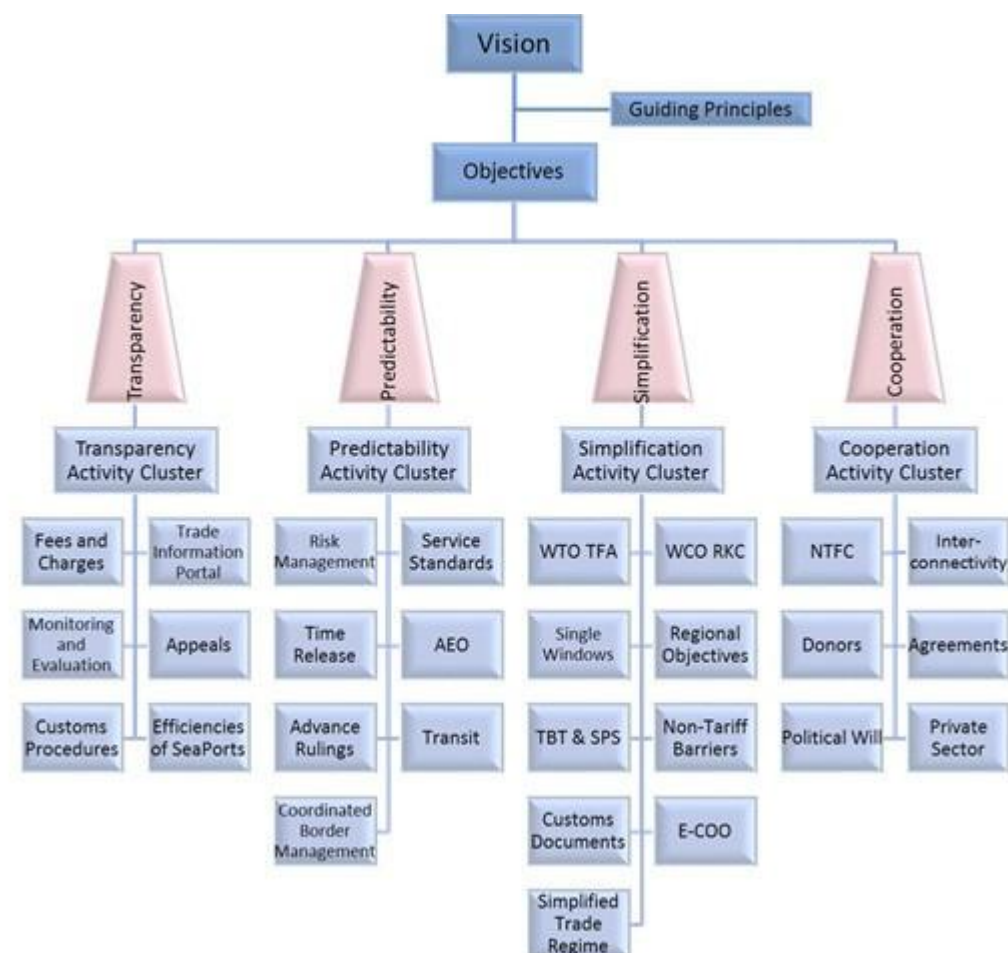 Vision
Guiding Principles
Objectives
Transparency
Predictability
Simplification
Cooperation
Transparency
Activity Cluster
Predictability
Activity Cluster
Simplification
Activity Cluster
Cooperation
Activity Cluster
Fees and
Charges
Trade
Information
Portal
Risk
Management
Service
Standards
WTO TFA
WCO RKC
NTFC
Inter-
connectivity
Monitoring
and
Evaluation
Appeals
Time
Release
AEO
Single
Windows
Regional
Objectives
Donors
Agreements
Customs
Procedures
Efficiencies
of SeaPorts
Advance
Rulings
Transit
TBT & SPS
Non-Tariff
Barriers
Political Will
Private
Sector
Coordinated
Border
Management
Customs
Documents
E-COO
Simplified
Trade
Regime